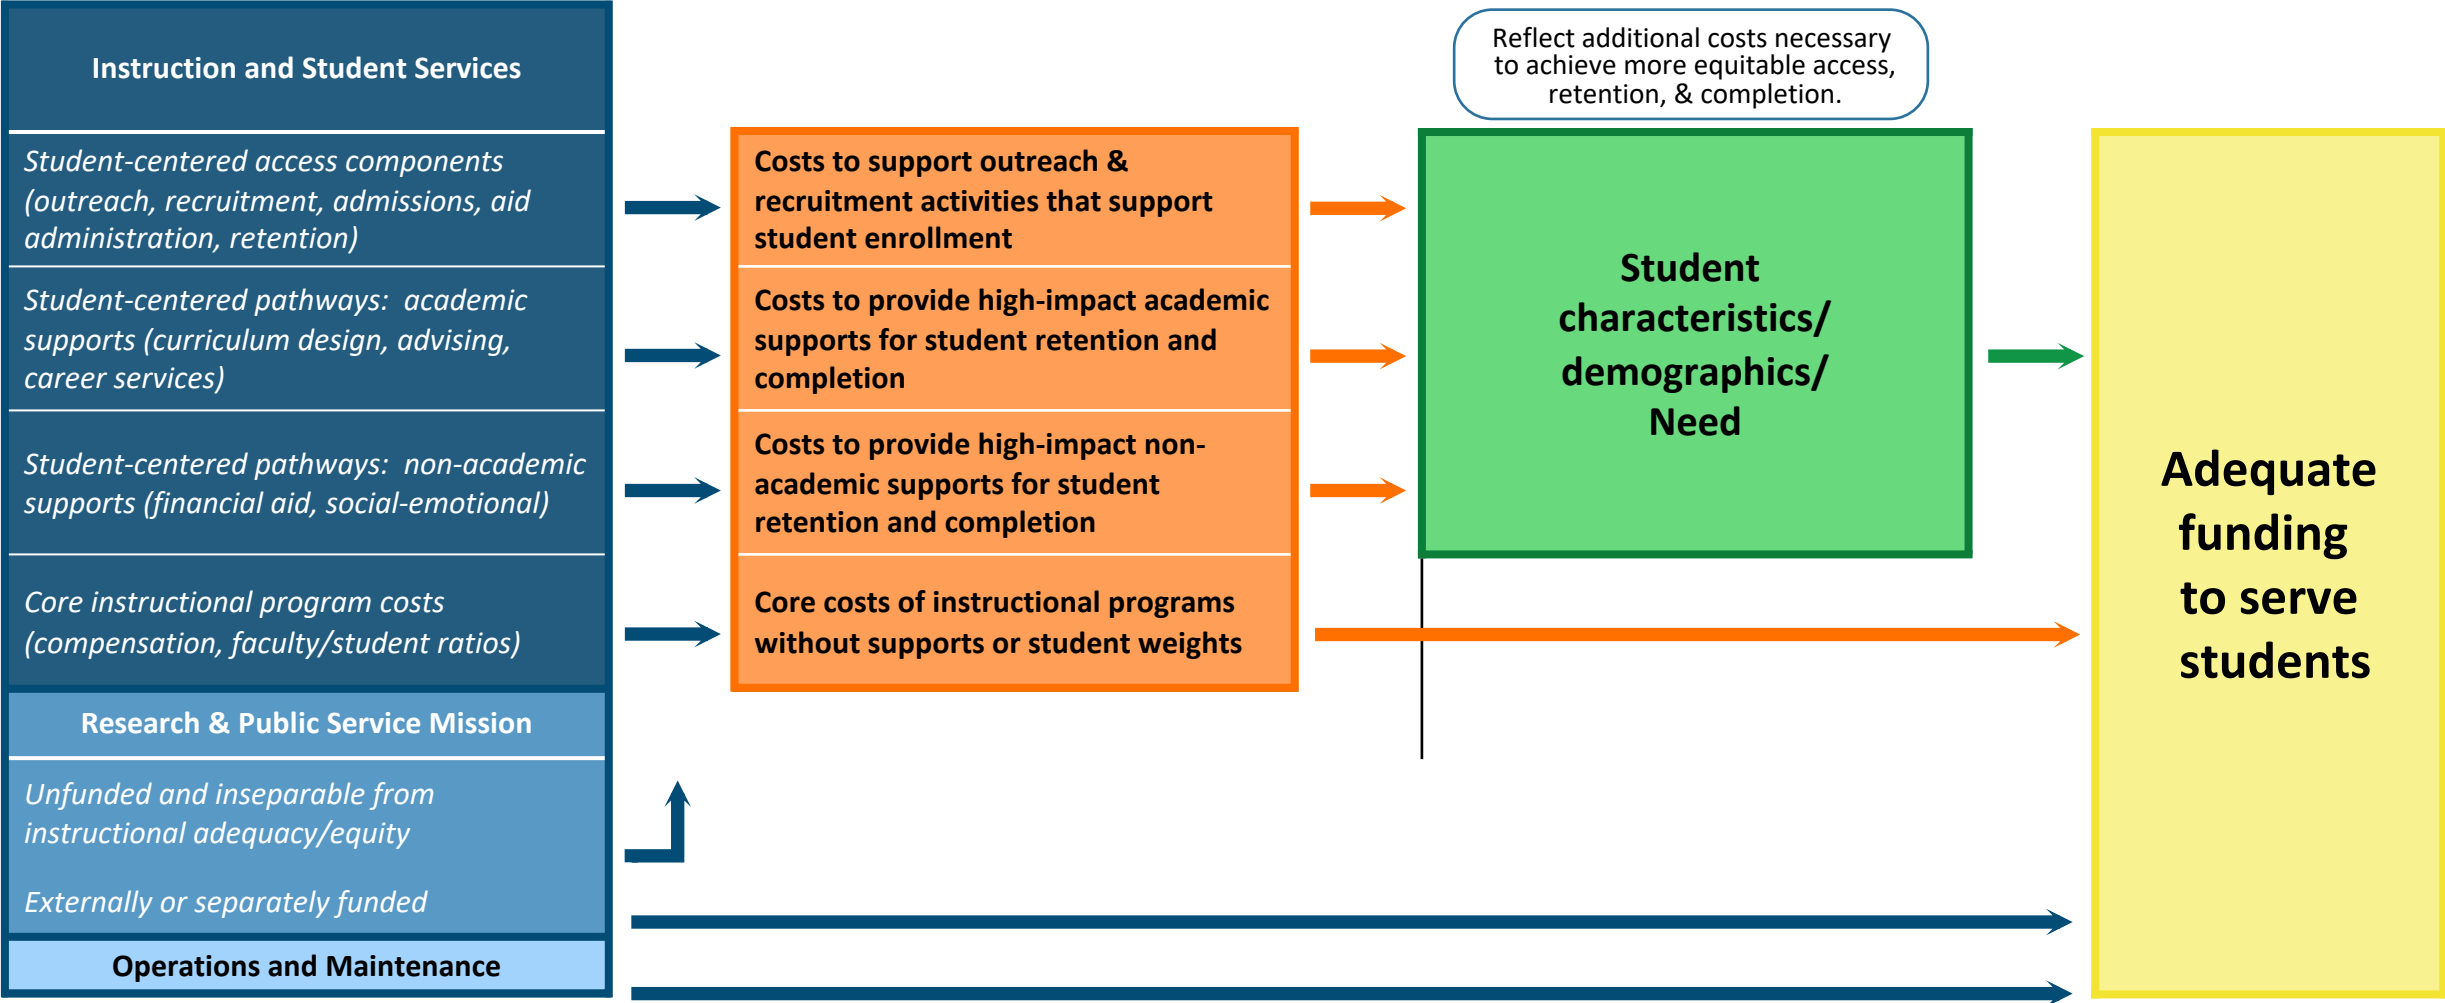 Instruction and Student Services
Student-centered access components
(outreach, recruitment, admissions, aid
administration, retention)
Student-centered pathways:  academic
supports (curriculum design, advising,
career services)
Student-centered pathways:  non-academic
supports (financial aid, social-emotional)
Core instructional program costs
(compensation, faculty/student ratios)
Research & Public Service Mission
Unfunded and inseparable from
instructional adequacy/equity
Externally or separately funded
Operations and Maintenance
Costs to support outreach &
recruitment activities that support
student enrollment
Costs to provide high-impact academic
supports for student retention and
completion
Costs to provide high-impact non-
academic supports for student
retention and completion
Core costs of instructional programs
without supports or student weights
Reflect additional costs necessary
to achieve more equitable access,
retention, & completion.
Student
characteristics/
demographics/
Need
Adequate
funding
to serve
students